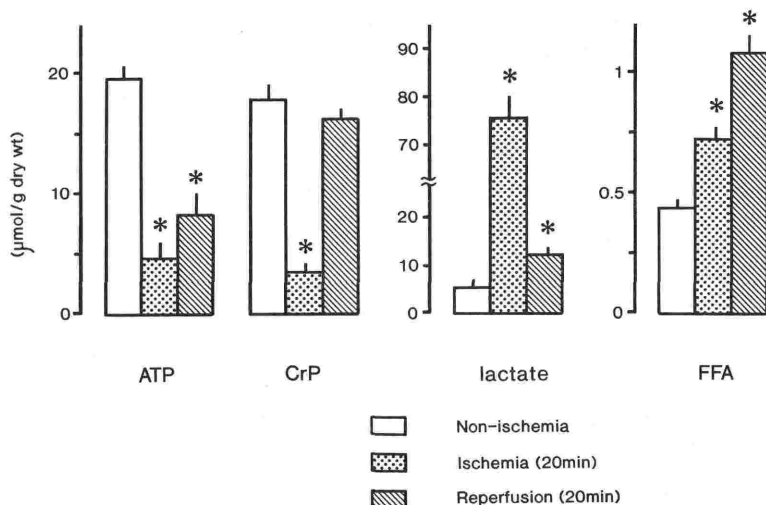 (μmol/g dry wt)
20
10
0
*
*
*
90
80
70
20
10
0
*
*
1
0.5
0
*
*
ATP
CrP
lactate
FFA
Non-ischemia
Ischemia (20min)
Reperfusion (20min)